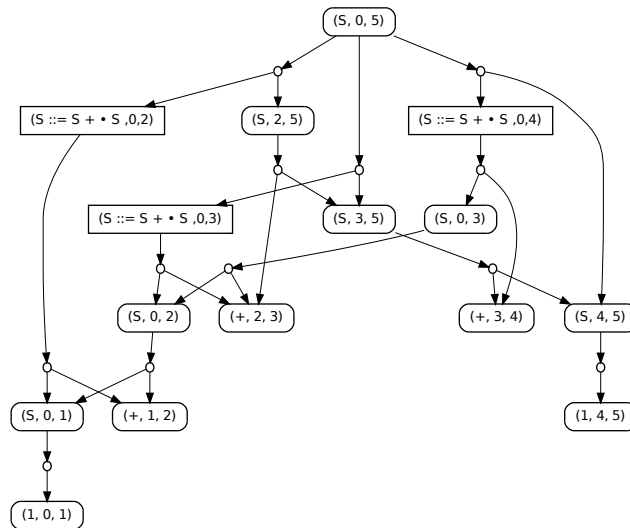 (S, 0, 5)
(S ::= S + • S ,0,2)
(S, 2, 5)
(S ::= S + • S ,0,4)
(S ::= S + • S ,0,3)
(S, 3, 5)
(S, 0, 3)
(S, 0, 2)
(+, 2, 3)
(+, 3, 4)
(S, 4, 5)
(S, 0, 1)
(+, 1, 2)
(1, 4, 5)
(1, 0, 1)